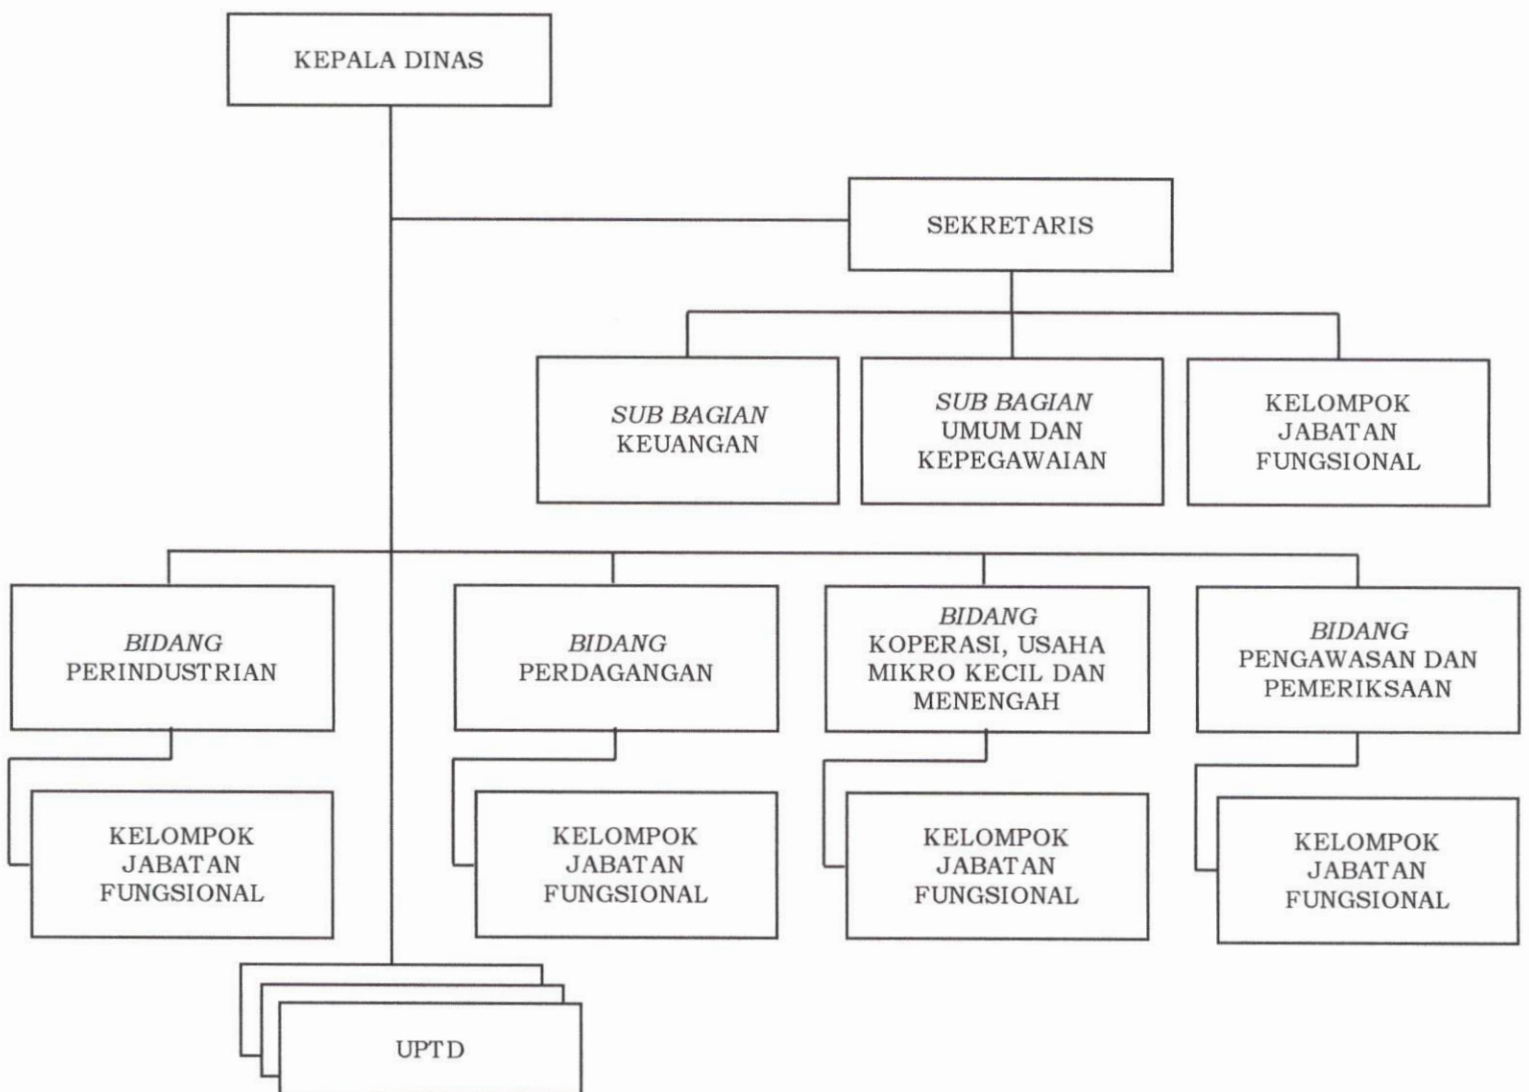 KEPALA DINAS
SEKRETARIS
SUB BAGIAN
KEUANGAN
SUB BAGIAN
UMUM DAN
KEPEGAWAIAN
KELOMPOK
JABATAN
FUNGSIONAL
BIDANG
PERINDUSTRIAN
BIDANG
PERDAGANGAN
BIDANG
KOPERASI, USAHA
MIKRO KECIL DAN
MENENGAH
BIDANG
PENGAWASAN DAN
PEMERIKSAAN
KELOMPOK
JABATAN
FUNGSIONAL
KELOMPOK
JABATAN
FUNGSIONAL
KELOMPOK
JABATAN
FUNGSIONAL
KELOMPOK
JABATAN
FUNGSIONAL
UPTD